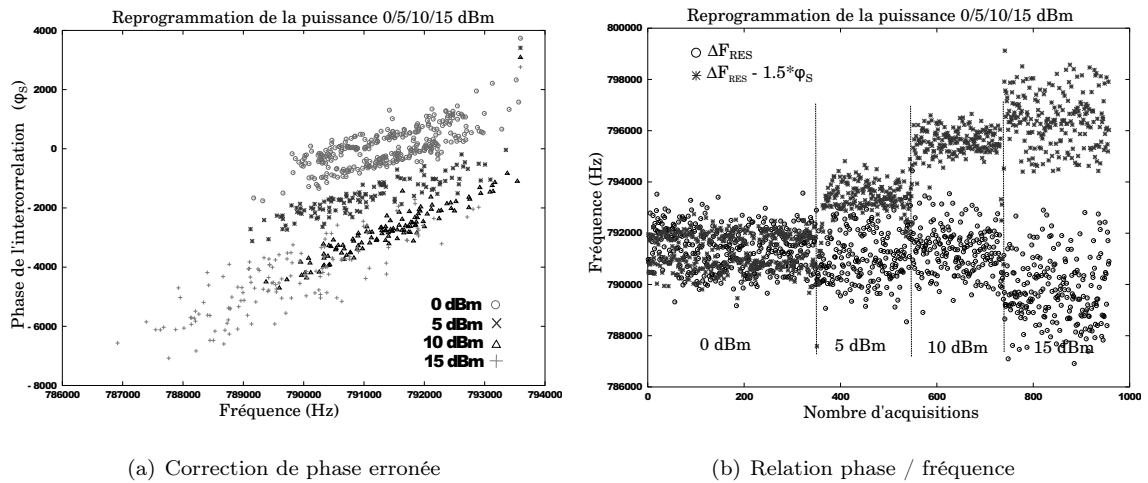 Reprogrammation de la puissance 0/5/10/15 dBm
Phase de l'intercorrelation (φS)
4000
2000
0
- 2000
- 4000
- 6000
- 8000
0 dBm
5 dBm
10 dBm
15 dBm
786000 787000 788000 789000 790000 791000 792000 793000 794000
Fréquence (Hz)
(a) Correction de phase erronée
Reprogrammation de la puissance 0/5/10/15 dBm
Fréquence (Hz)
800000
798000
796000
794000
792000
790000
788000
786000
ΔFRES
ΔFRES - 1.5*φS
0 dBm 5 dBm 10 dBm 15 dBm
0 200 400 600 800 1000
Nombre d'acquisitions
(b) Relation phase / fréquence